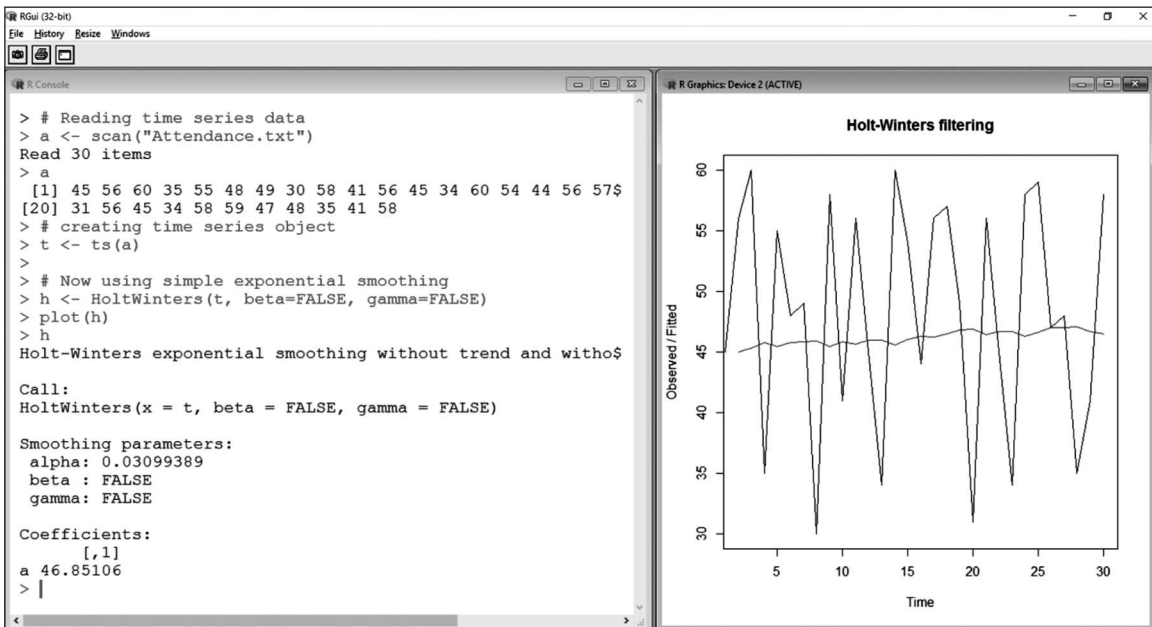 RGui (32-bit)
File History Resize Windows
R Console
> # Reading time series data
> a <- scan("Attendance.txt")
Read 30 items
> a
[1] 45 56 60 35 55 48 49 30 58 41 56 45 34 60 54 44 56 57$
[20] 31 56 45 34 58 59 47 48 35 41 58
> # creating time series object
> t <- ts(a)
>
> # Now using simple exponential smoothing
> h <- HoltWinters(t, beta=FALSE, gamma=FALSE)
> plot(h)
> h
Holt-Winters exponential smoothing without trend and witho$
Call:
HoltWinters(x = t, beta = FALSE, gamma = FALSE)
Smoothing parameters:
alpha: 0.03099389
beta : FALSE
gamma: FALSE
Coefficients:
[,1]
a 46.85106
>
R Graphics: Device 2 (ACTIVE)
Holt-Winters filtering
Observed / Fitted
60
55
50
45
40
35
30
5 10 15 20 25 30
Time